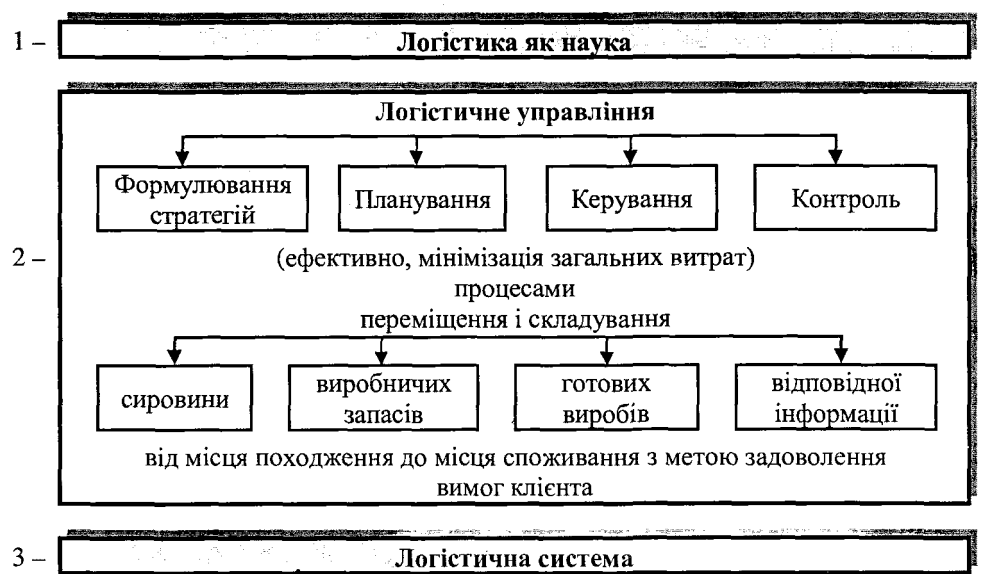 1 – Логістика як наука
Логістичне управління
Формулювання
стратегій
Планування
Керування
Контроль
2 –
(ефективно, мінімізація загальних витрат)
процесами
переміщення і складування
сировини
виробничих
запасів
готових
виробів
відповідної
інформації
від місця походження до місця споживання з метою задоволення
вимог клієнта
3 – Логістична система